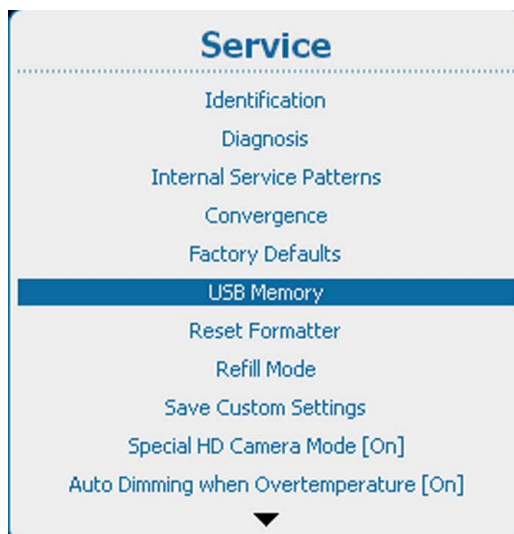 Service
Identification
Diagnosis
Internal Service Patterns
Convergence
Factory Defaults
USB Memory
Reset Formatter
Refill Mode
Save Custom Settings
Special HD Camera Mode [On]
Auto Dimming when Overtemperature [On]